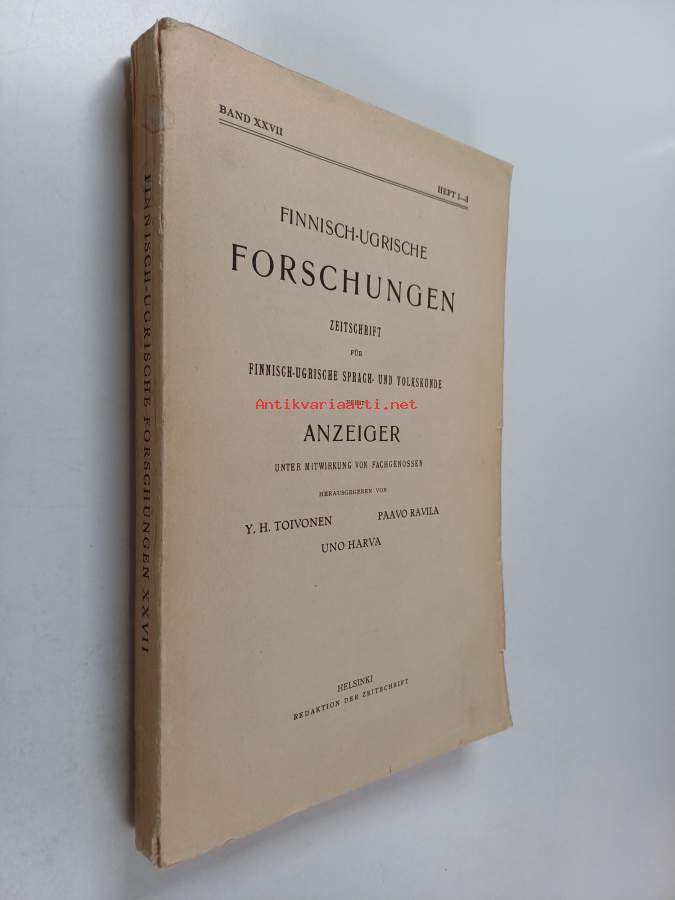 BAND XXVII
HEFT 1–3
FINNISCH-UGRISCHE
FORSCHUNGEN
ZEITSCHRIFT
FÜR
FINNISCH-UGRISCHE SPRACH- UND VOLKSKUNDE
NEBST
Antikvariaatti.net
ANZEIGER
UNTER MITWIRKUNG VON FACHGENOSSEN
HERAUSGEGEBEN VON
Y. H. TOIVONEN PAAVO RAVILA
UNO HARVA
HELSINKI
REDAKTION DER ZEITSCHRIFT
FINNISCH-UGRISCHE FORSCHUNGEN XXVII